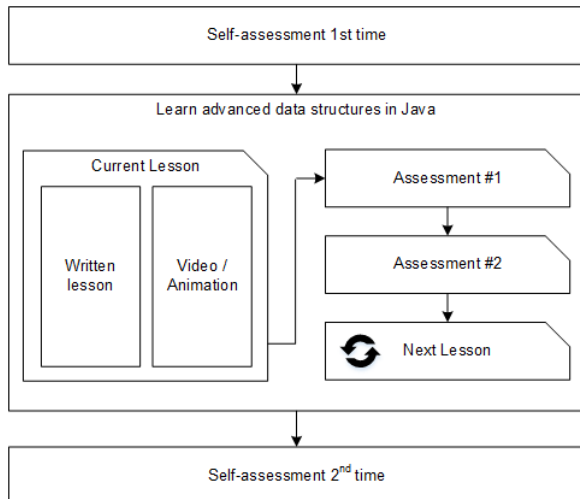 Self-assessment 1st time
Learn advanced data structures in Java
Current Lesson
Written
lesson
Video /
Animation
Assessment #1
Assessment #2
Next Lesson
Self-assessment 2nd time